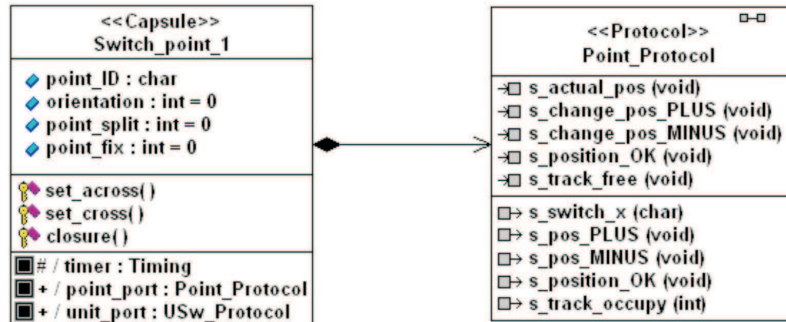 <<Capsule>>
Switch_point_1
point_ID : char
orientation : int = 0
point_split : int = 0
point_fix : int = 0
set_across()
set_cross()
closure()
# / timer : Timing
+ / point_port : Point_Protocol
+ / unit_port : USw_Protocol
<<Protocol>>
Point_Protocol
s_actual_pos (void)
s_change_pos_PLUS (void)
s_change_pos_MINUS (void)
s_position_OK (void)
s_track_free (void)
s_switch_x (char)
s_pos_PLUS (void)
s_pos_MINUS (void)
s_position_OK (void)
s_track_occupy (int)